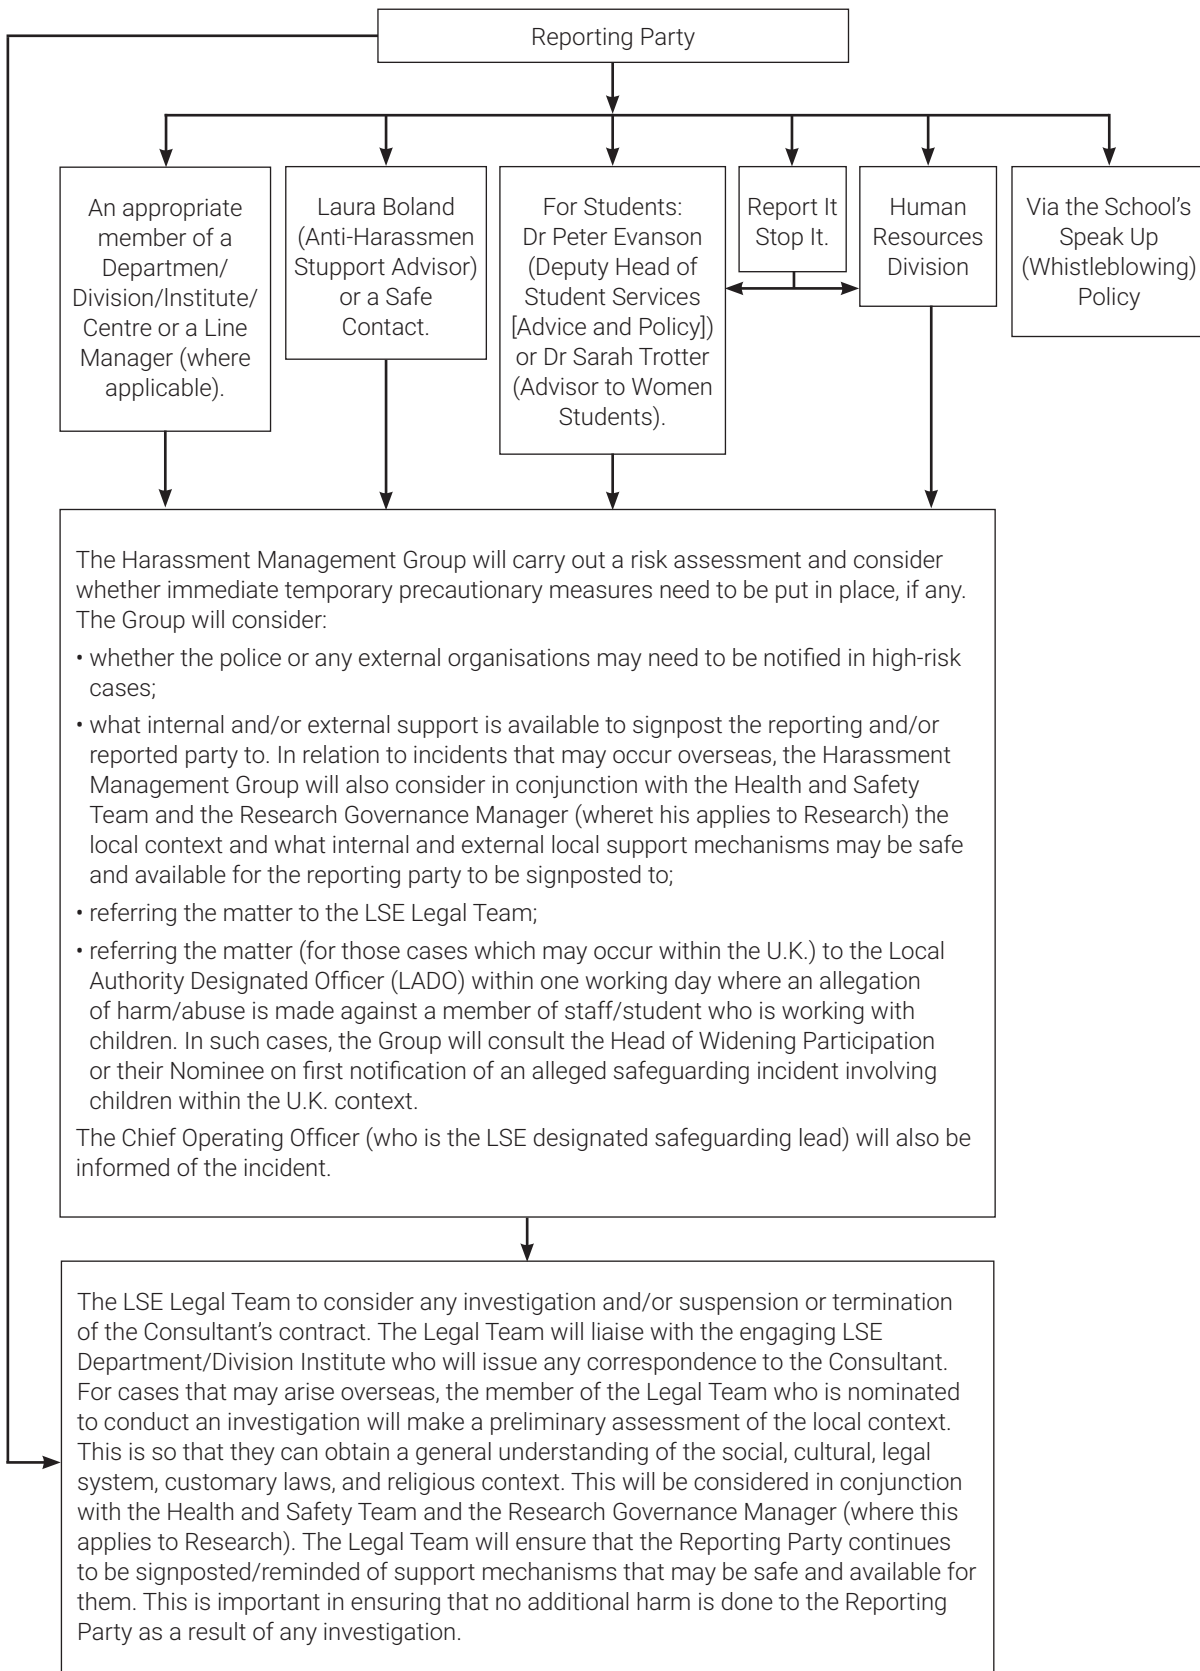 Reporting Party
An appropriate
member of a
Departmen/
Division/Institute/
Centre or a Line
Manager (where
applicable).
Laura Boland
(Anti-Harassmen
Stupport Advisor)
or a Safe
Contact.
For Students:
Dr Peter Evanson
(Deputy Head of
Student Services
[Advice and Policy])
or Dr Sarah Trotter
(Advisor to Women
Students).
Report It
Stop It.
Human
Resources
Division
Via the School’s
Speak Up
(Whistleblowing)
Policy
The Harassment Management Group will carry out a risk assessment and consider
whether immediate temporary precautionary measures need to be put in place, if any.
The Group will consider:
• whether the police or any external organisations may need to be notified in high-risk
cases;
• what internal and/or external support is available to signpost the reporting and/or
reported party to. In relation to incidents that may occur overseas, the Harassment
Management Group will also consider in conjunction with the Health and Safety
Team and the Research Governance Manager (wheret his applies to Research) the
local context and what internal and external local support mechanisms may be safe
and available for the reporting party to be signposted to;
• referring the matter to the LSE Legal Team;
• referring the matter (for those cases which may occur within the U.K.) to the Local
Authority Designated Officer (LADO) within one working day where an allegation
of harm/abuse is made against a member of staff/student who is working with
children. In such cases, the Group will consult the Head of Widening Participation
or their Nominee on first notification of an alleged safeguarding incident involving
children within the U.K. context.
The Chief Operating Officer (who is the LSE designated safeguarding lead) will also be
informed of the incident.
The LSE Legal Team to consider any investigation and/or suspension or termination
of the Consultant’s contract. The Legal Team will liaise with the engaging LSE
Department/Division Institute who will issue any correspondence to the Consultant.
For cases that may arise overseas, the member of the Legal Team who is nominated
to conduct an investigation will make a preliminary assessment of the local context.
This is so that they can obtain a general understanding of the social, cultural, legal
system, customary laws, and religious context. This will be considered in conjunction
with the Health and Safety Team and the Research Governance Manager (where this
applies to Research). The Legal Team will ensure that the Reporting Party continues
to be signposted/reminded of support mechanisms that may be safe and available for
them. This is important in ensuring that no additional harm is done to the Reporting
Party as a result of any investigation.